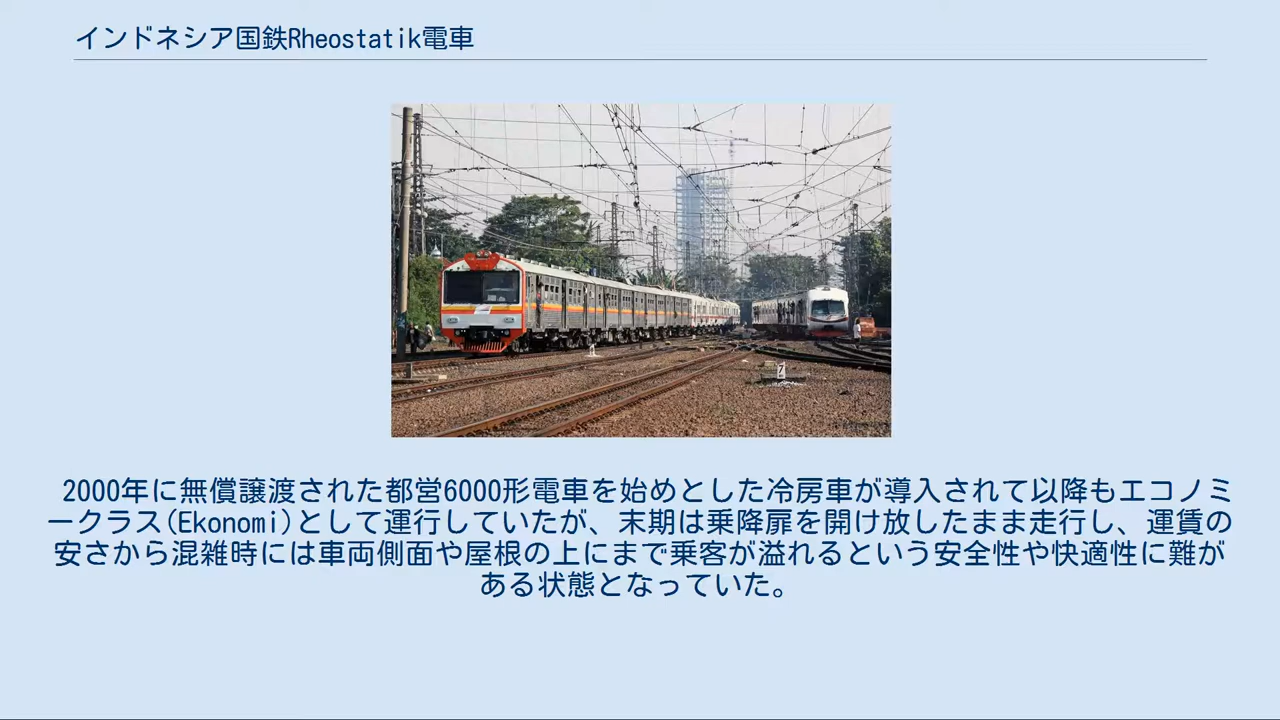 インドネシア国鉄Rheostatik電車
2000年に無償譲渡された都営6000形電車を始めとした冷房車が導入されて以降もエコノミ
ークラス(Ekonomi)として運行していたが、末期は乗降扉を開け放したまま走行し、運賃の
安さから混雑時には車両側面や屋根の上にまで乗客が溢れるという安全性や快適性に難が
ある状態となっていた。